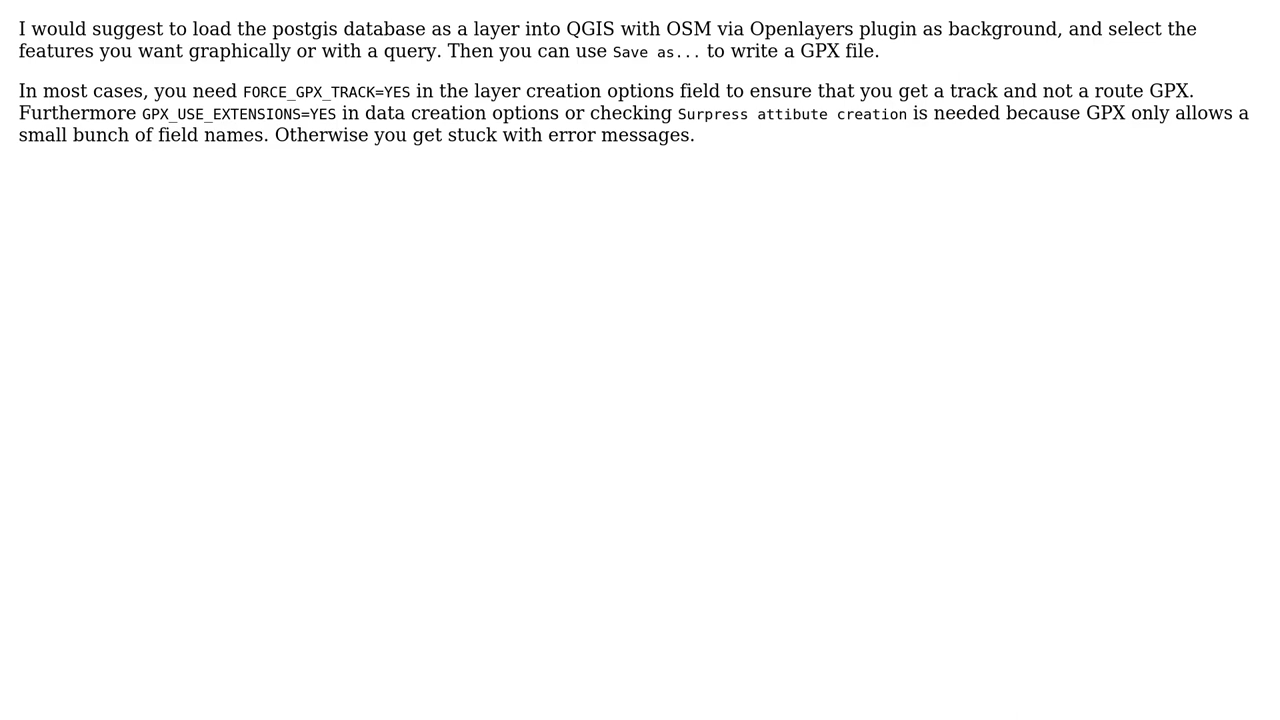 I would suggest to load the postgis database as a layer into QGIS with OSM via Openlayers plugin as background, and select the
features you want graphically or with a query. Then you can use Save as... to write a GPX file.
In most cases, you need FORCE_GPX_TRACK=YES in the layer creation options field to ensure that you get a track and not a route GPX.
Furthermore GPX_USE_EXTENSIONS=YES in data creation options or checking Surpress attibute creation is needed because GPX only allows a
small bunch of field names. Otherwise you get stuck with error messages.